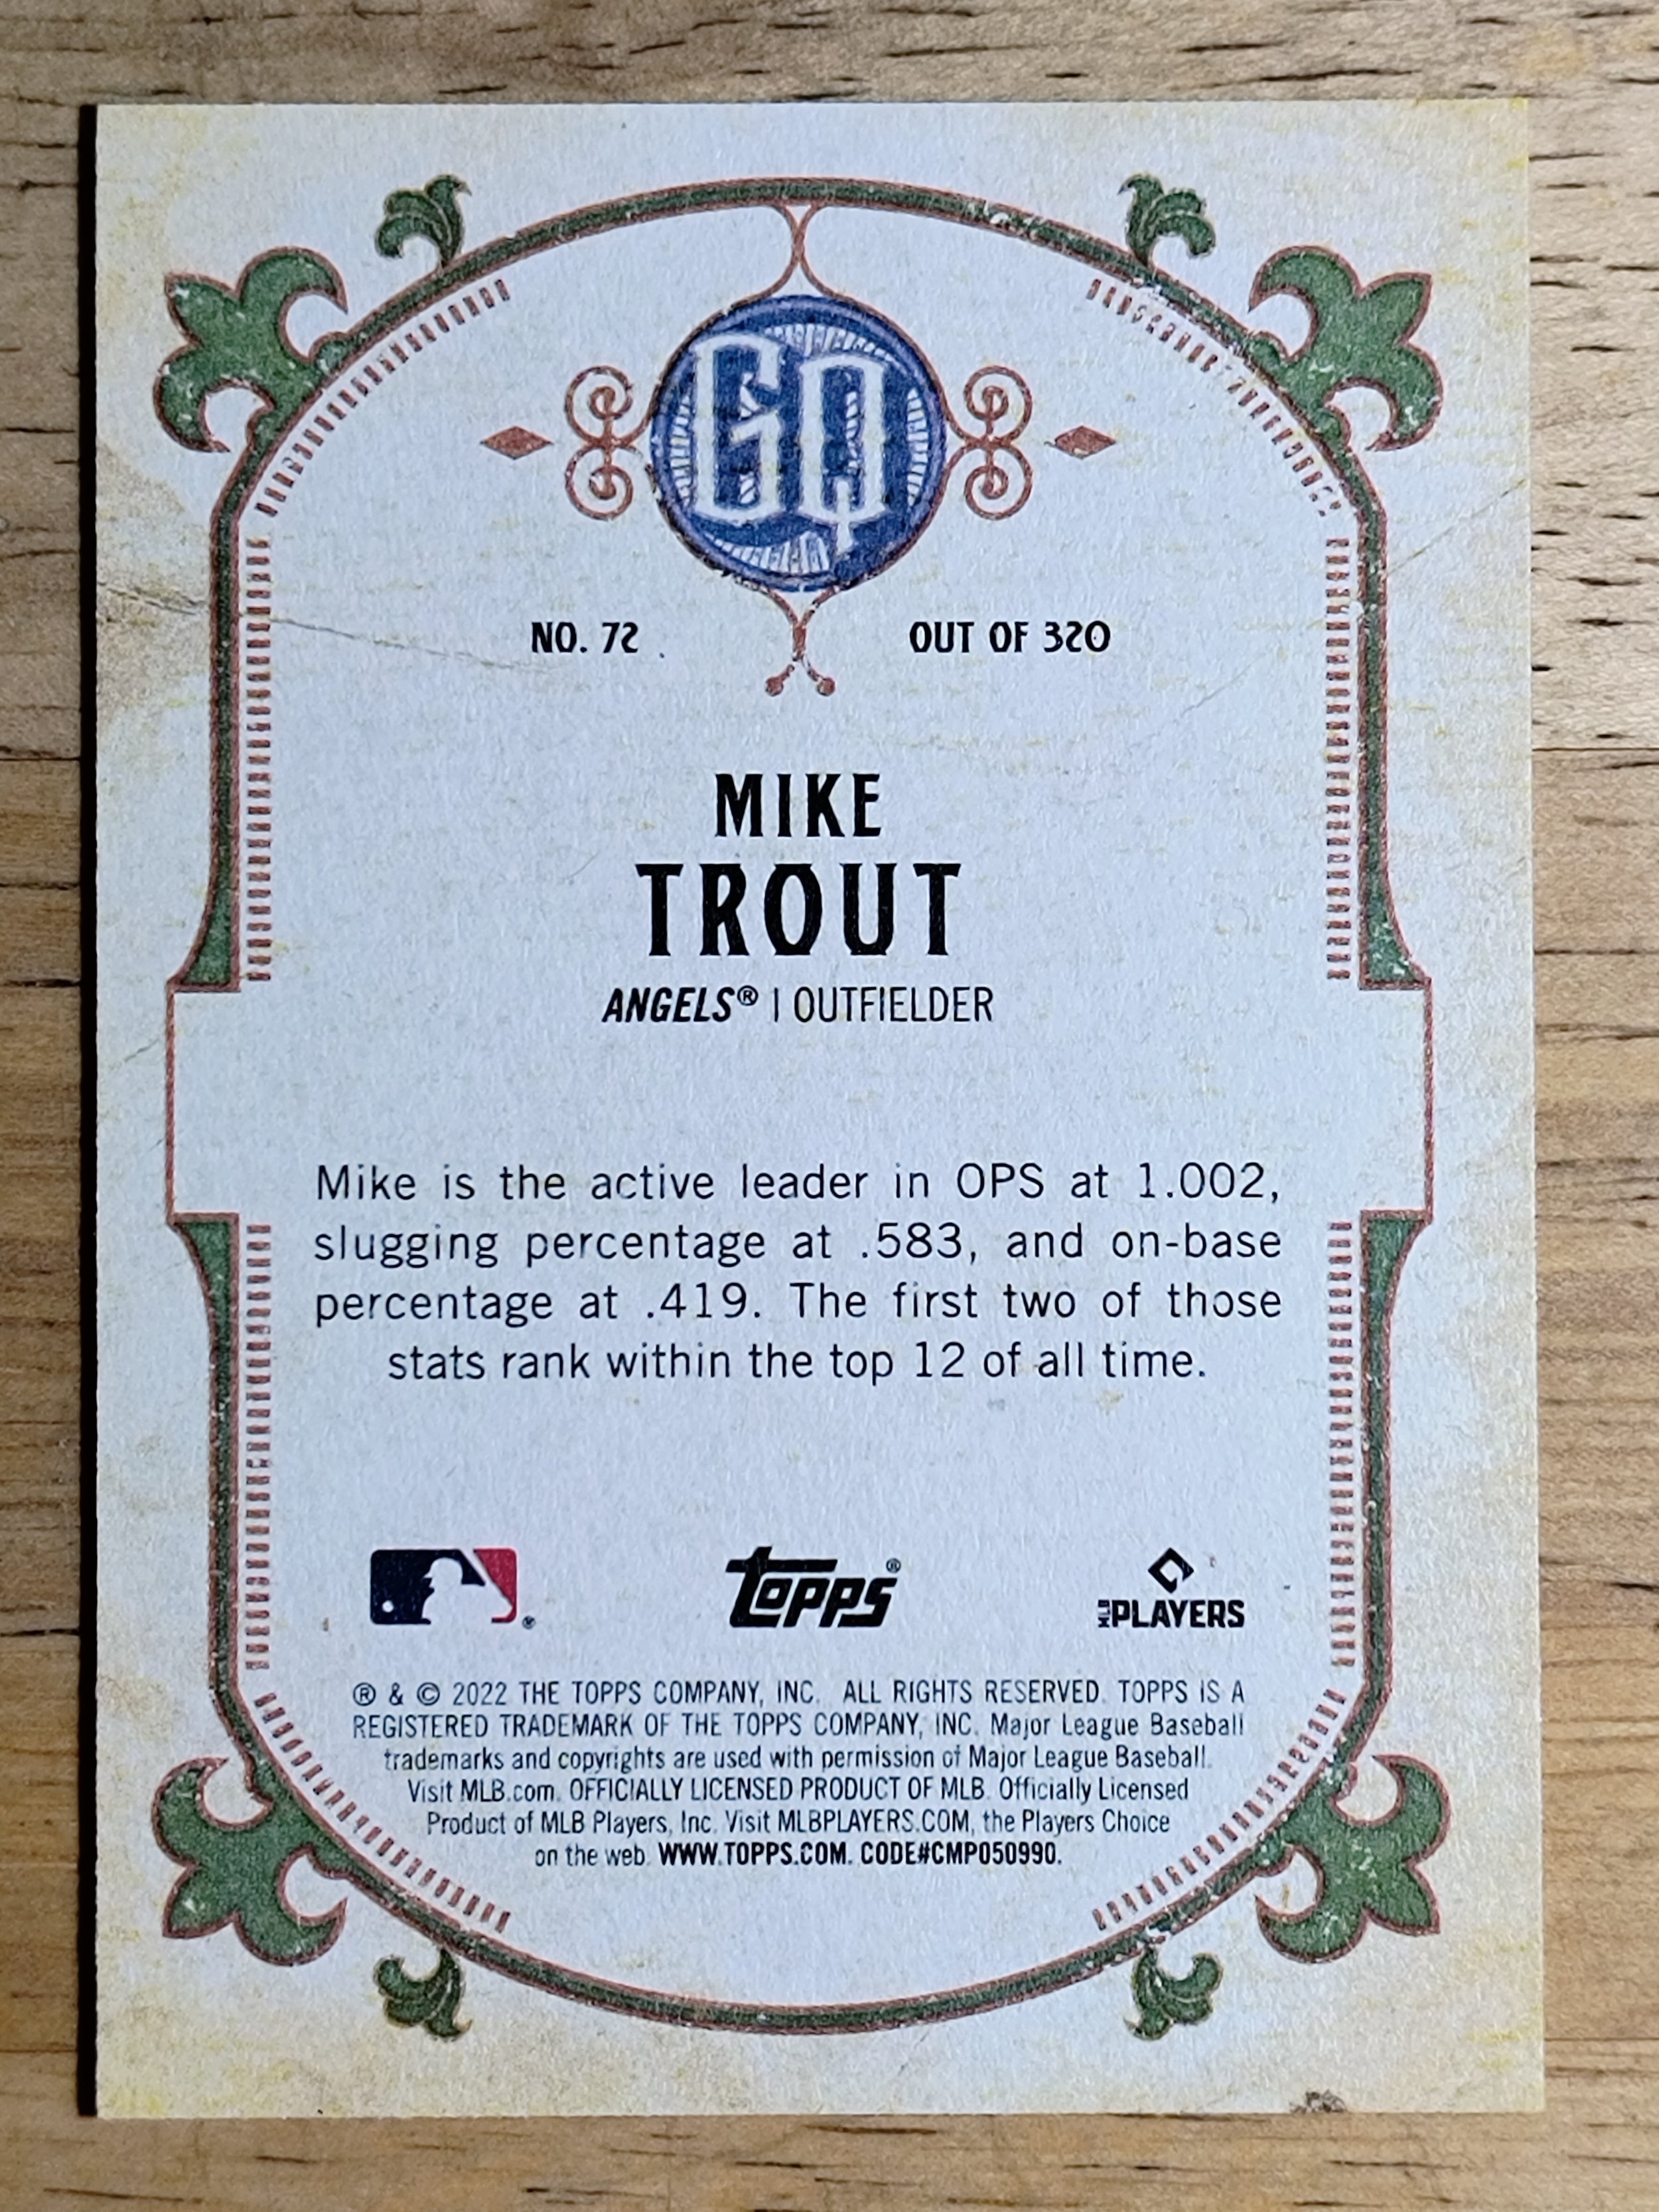 GQ
NO. 72 OUT OF 320
MIKE
TROUT
ANGELS® | OUTFIELDER
Mike is the active leader in OPS at 1.002,
slugging percentage at .583, and on-base
percentage at .419. The first two of those
stats rank within the top 12 of all time.
®
topps®
MLB PLAYERS
® & © 2022 THE TOPPS COMPANY, INC. ALL RIGHTS RESERVED. TOPPS IS A
REGISTERED TRADEMARK OF THE TOPPS COMPANY, INC. Major League Baseball
trademarks and copyrights are used with permission of Major League Baseball.
Visit MLB.com. OFFICIALLY LICENSED PRODUCT OF MLB. Officially Licensed
Product of MLB Players, Inc. Visit MLBPLAYERS.COM, the Players Choice
on the web. WWW.TOPPS.COM. CODE#CMP050990.